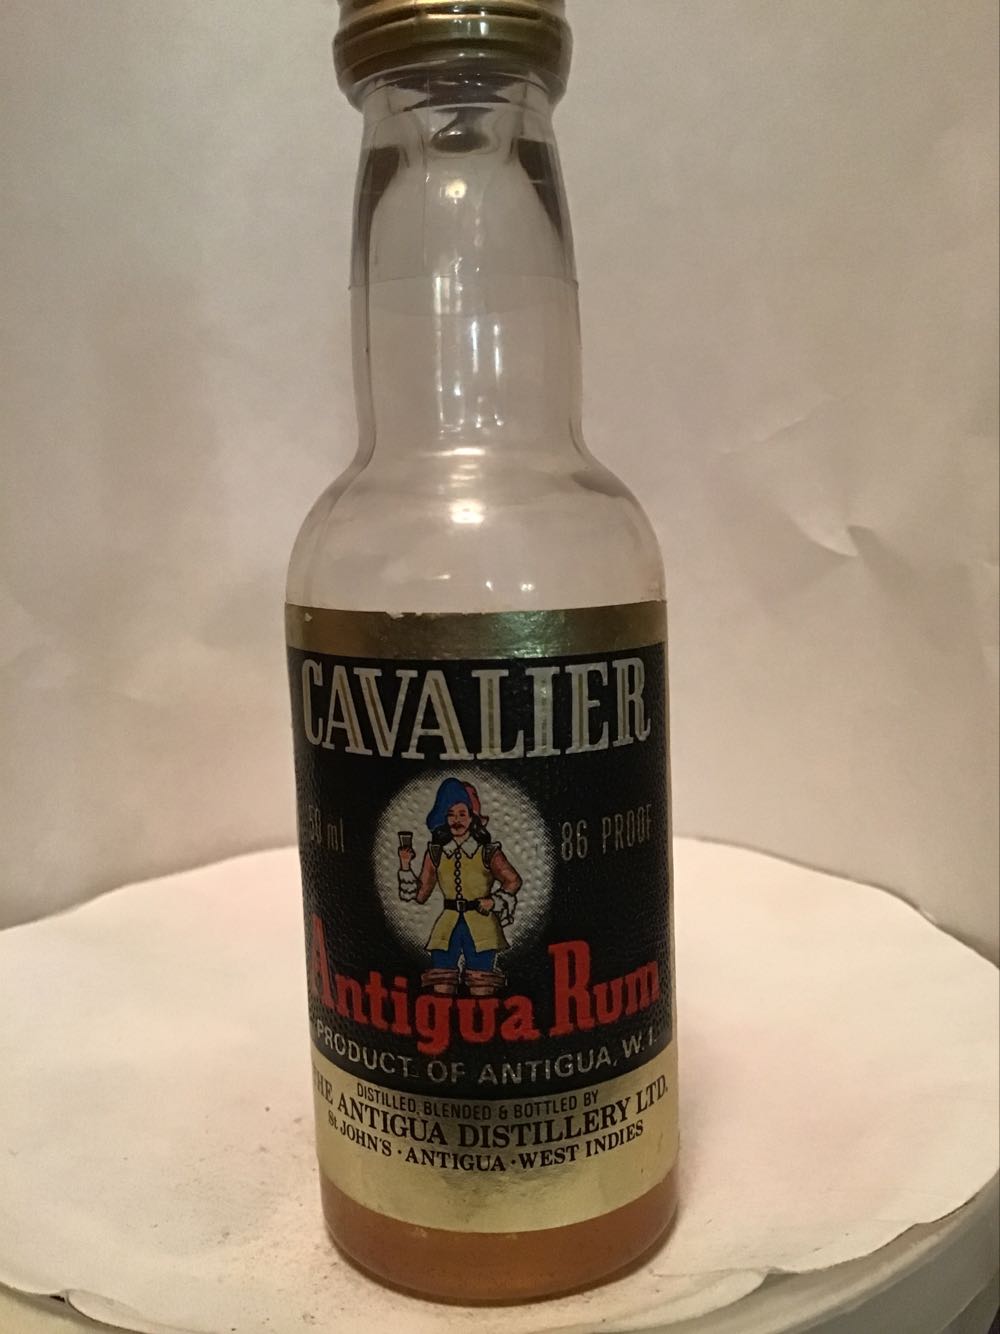 CAVALIER
50 ml
86 PROOF
Antigua Rum
PRODUCT OF ANTIGUA, W.I.
DISTILLED, BLENDED & BOTTLED BY
THE ANTIGUA DISTILLERY LTD.
St JOHN'S · ANTIGUA · WEST INDIES